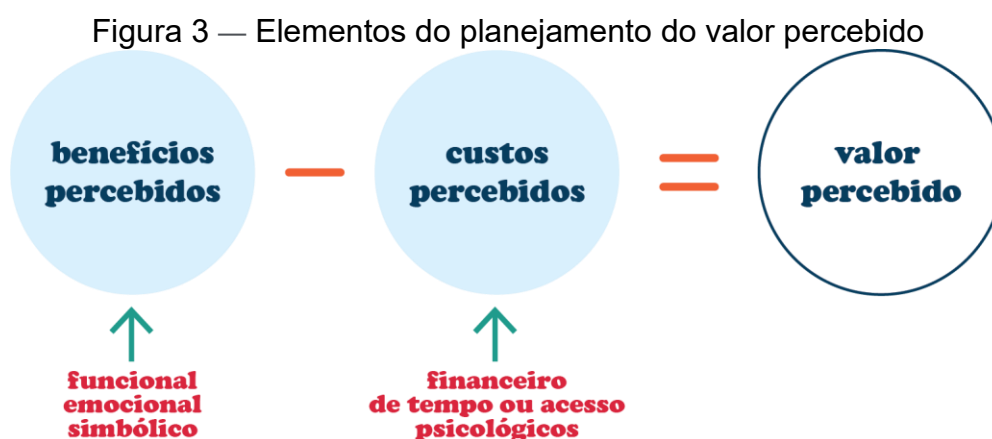 Figura 3 — Elementos do planejamento do valor percebido
benefícios
percebidos
custos
percebidos
valor
percebido
funcional
emocional
simbólico
financeiro
de tempo ou acesso
psicológicos